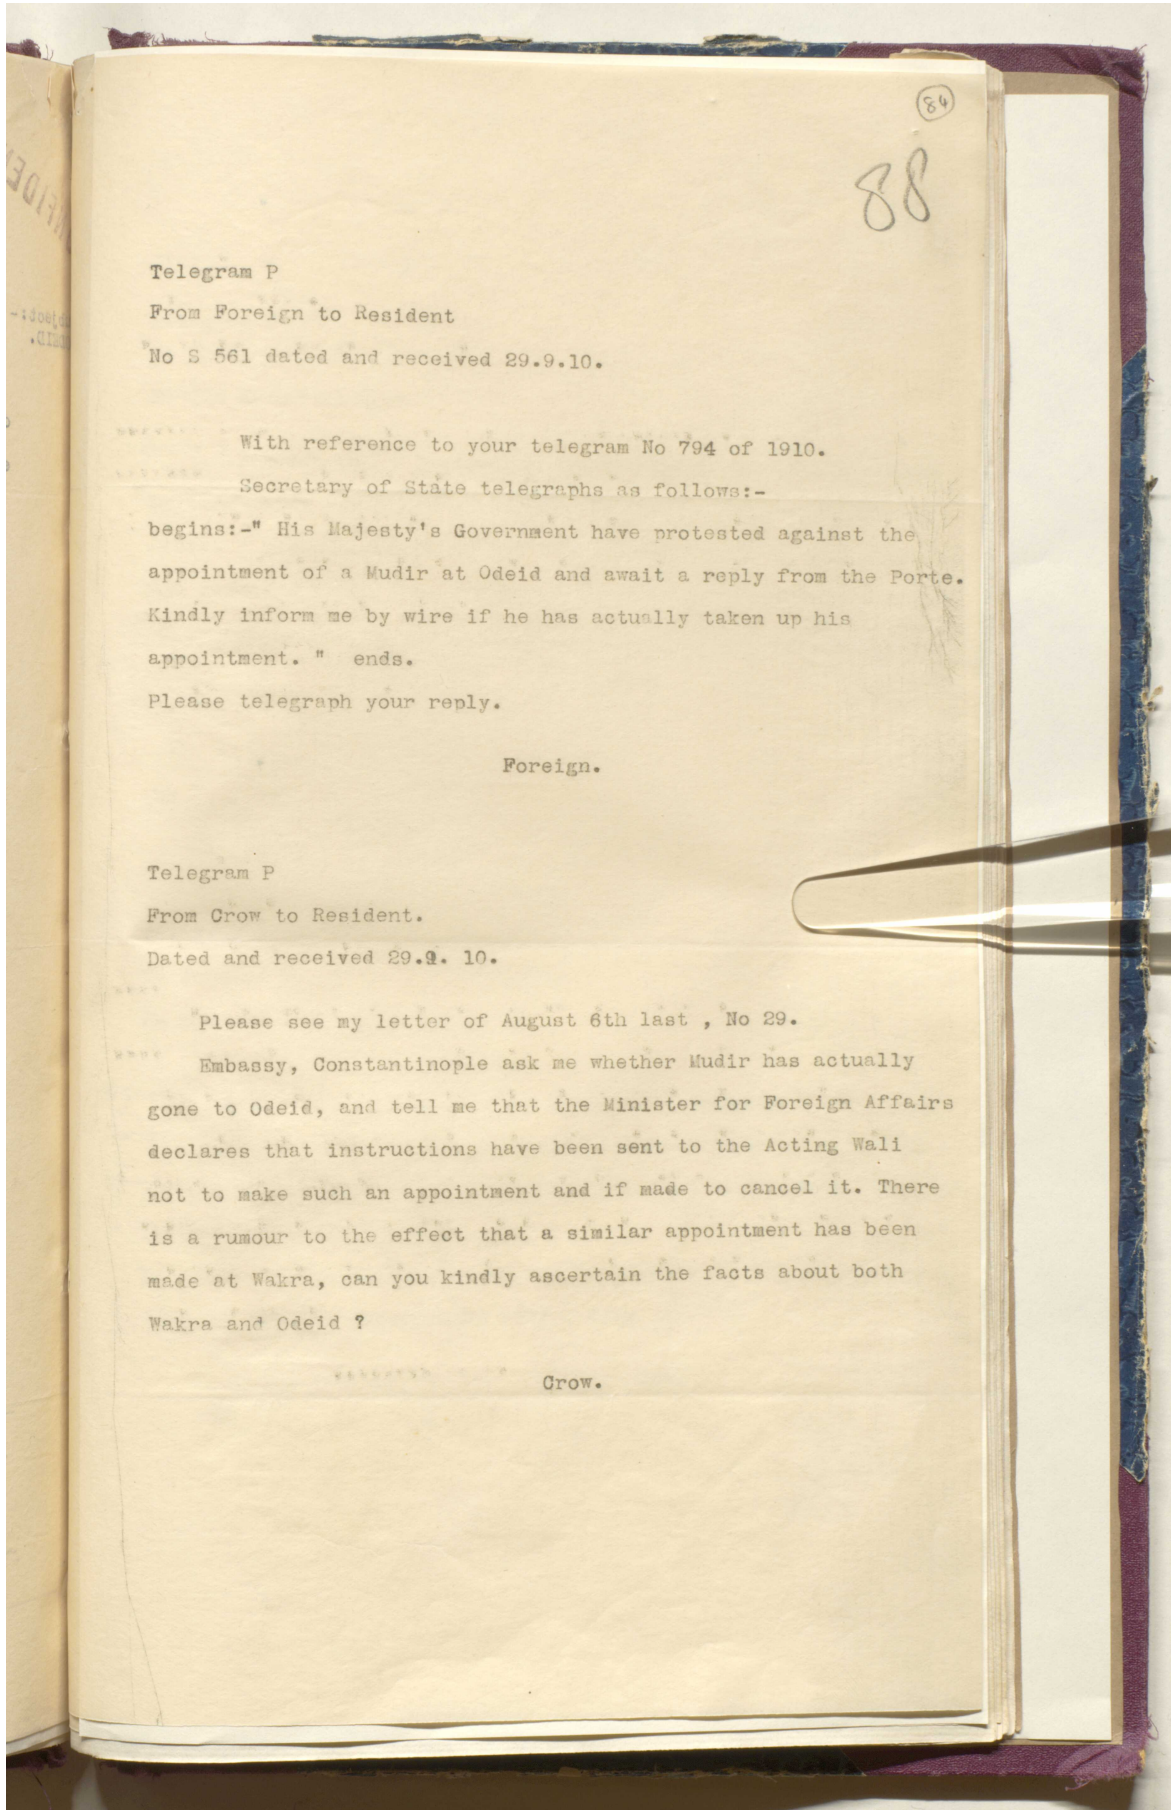 84
88
Telegram P
From Foreign to Resident
No S 561 dated and received 29.9.10.
With reference to your telegram No 794 of 1910.
Secretary of State telegraphs as follows:-
begins:-" His Majesty's Government have protested against the
appointment of a Mudir at Odeid and await a reply from the Porte.
Kindly inform me by wire if he has actually taken up his
appointment. " ends.
Please telegraph your reply.
Foreign.
Telegram P
From Crow to Resident.
Dated and received 29.9. 10.
Please see my letter of August 6th last , No 29.
Embassy, Constantinople ask me whether Mudir has actually
gone to Odeid, and tell me that the Minister for Foreign Affairs
declares that instructions have been sent to the Acting Wali
not to make such an appointment and if made to cancel it. There
is a rumour to the effect that a similar appointment has been
made at Wakra, can you kindly ascertain the facts about both
Wakra and Odeid ?
Crow.